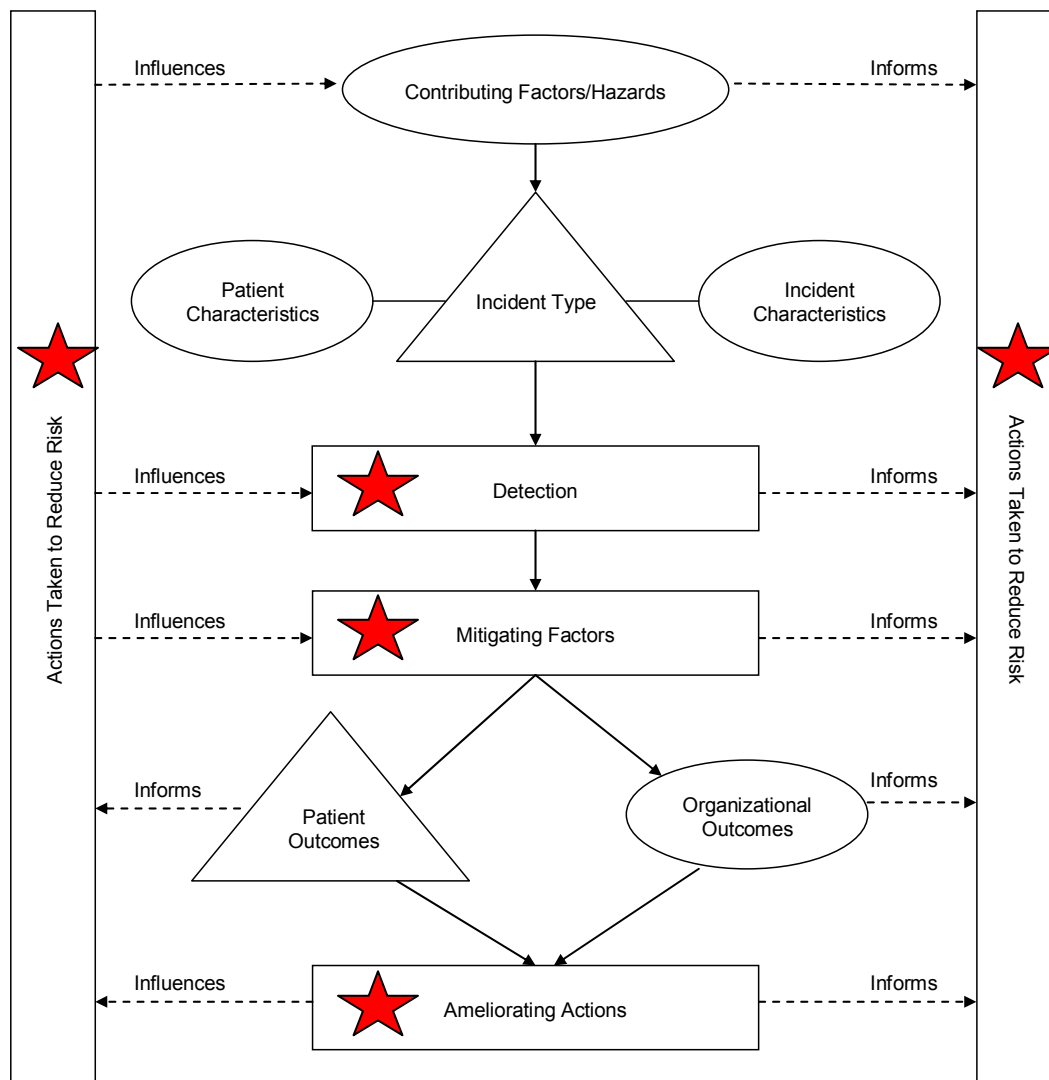 Influences
Contributing Factors/Hazards
Informs
Patient
Characteristics
Incident Type
Incident
Characteristics
Actions Taken to Reduce Risk
Actions Taken to Reduce Risk
Influences
Detection
Informs
Influences
Mitigating Factors
Informs
Informs
Patient
Outcomes
Organizational
Outcomes
Informs
Influences
Ameliorating Actions
Informs